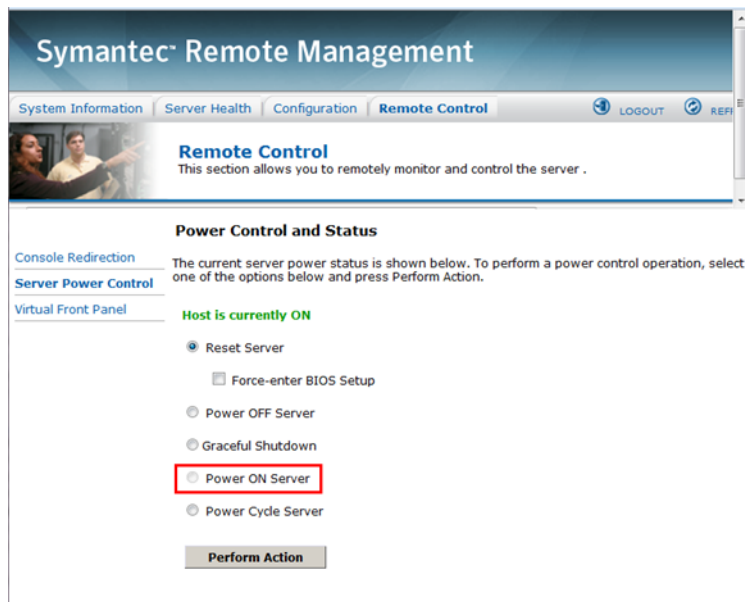 Symantec™ Remote Management
System Information Server Health Configuration Remote Control LOGOUT
Remote Control
This section allows you to remotely monitor and control the server .
Power Control and Status
Console Redirection
Server Power Control
Virtual Front Panel
The current server power status is shown below. To perform a power control operation, select
one of the options below and press Perform Action.
Host is currently ON
Reset Server
Force-enter BIOS Setup
Power OFF Server
Graceful Shutdown
Power ON Server
Power Cycle Server
Perform Action